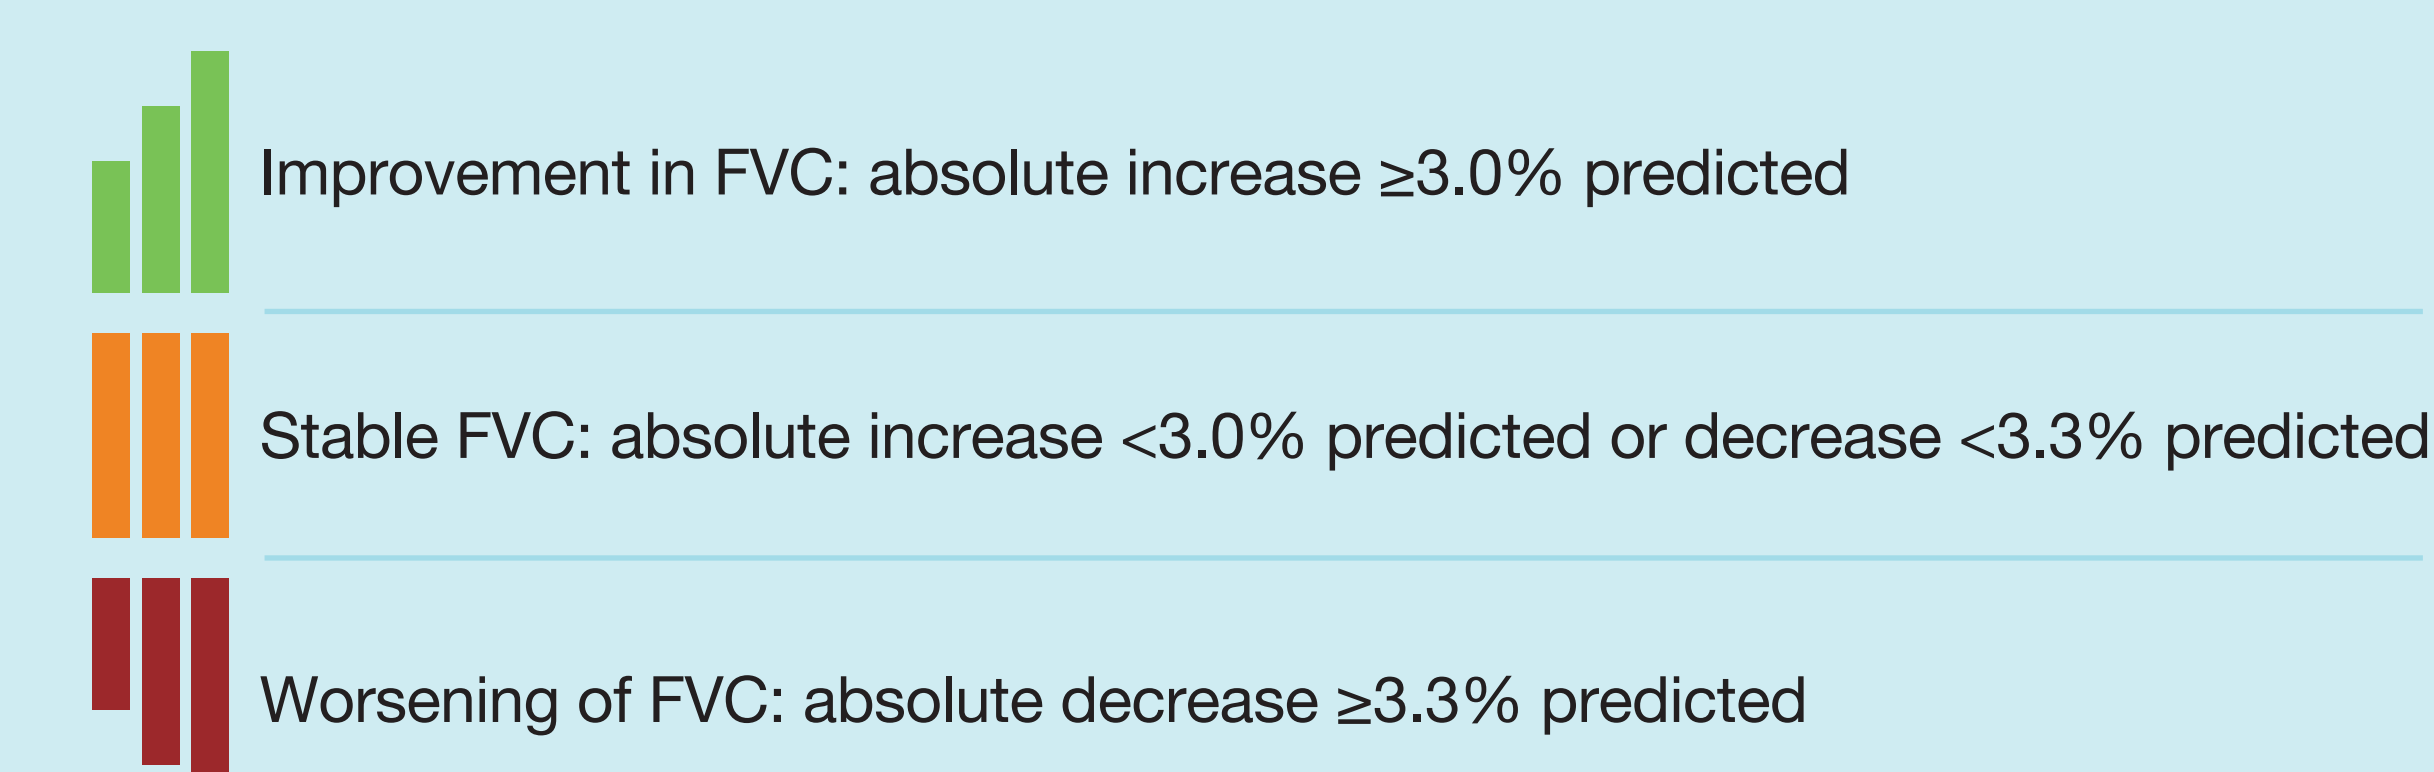 Improvement in FVC: absolute increase ≥3.0% predicted
Stable FVC: absolute increase <3.0% predicted or decrease <3.3% predicted
Worsening of FVC: absolute decrease ≥3.3% predicted